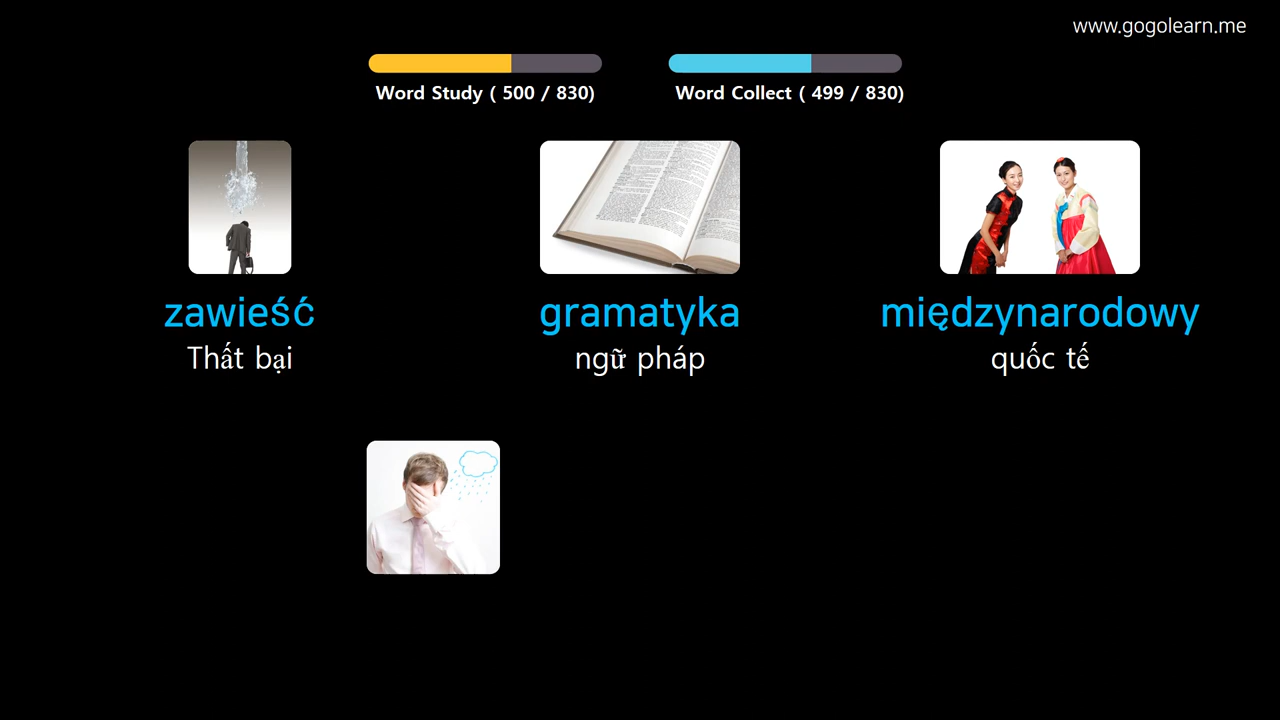 www.gogolearn.me
Word Study ( 500 / 830)
Word Collect ( 499 / 830)
zawieść
gramatyka
międzynarodowy
Thất bại
ngữ pháp
quốc tế